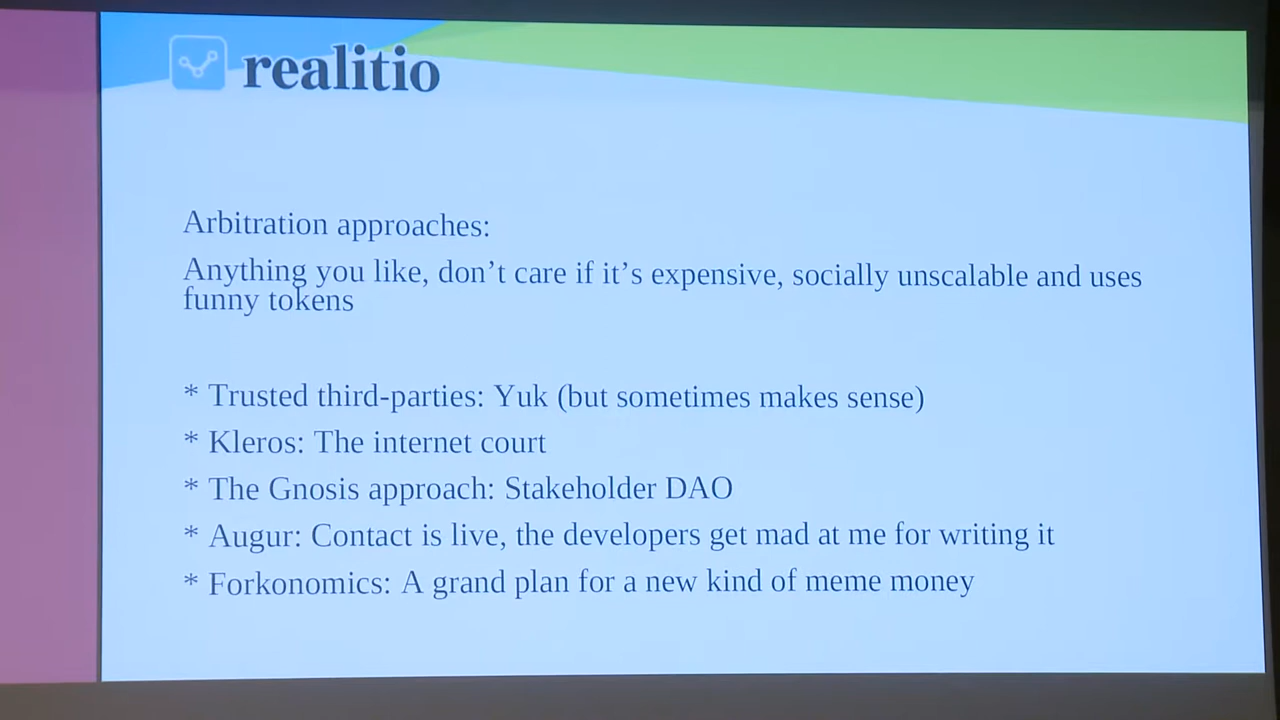 realitio
Arbitration approaches:
Anything you like, don’t care if it’s expensive, socially unscalable and uses
funny tokens
* Trusted third-parties: Yuk (but sometimes makes sense)
* Kleros: The internet court
* The Gnosis approach: Stakeholder DAO
* Augur: Contact is live, the developers get mad at me for writing it
* Forkonomics: A grand plan for a new kind of meme money